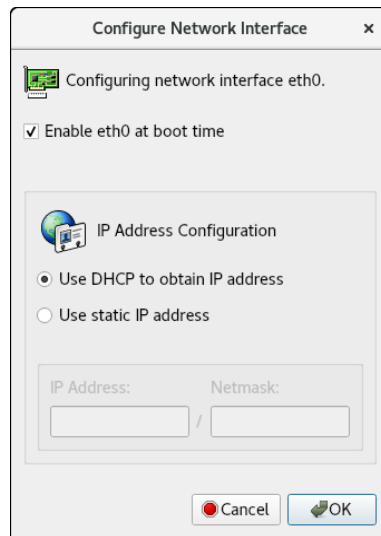 Configure Network Interface
Configuring network interface eth0.
Enable eth0 at boot time
IP Address Configuration
Use DHCP to obtain IP address
Use static IP address
IP Address: Netmask:
/
Cancel OK